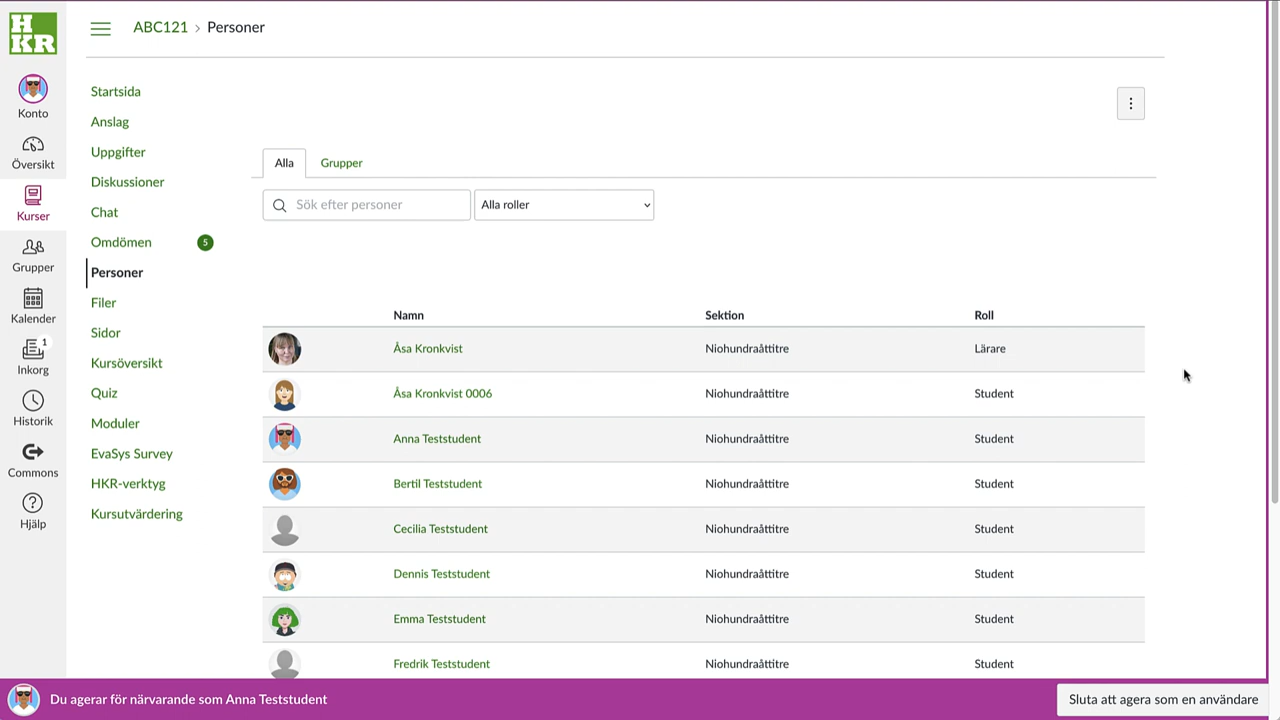 HKR
ABC121 › Personer
Konto
Översikt
Kurser
Grupper
Kalender
1
Inkorg
Historik
Commons
Hjälp
Startsida
Anslag
Uppgifter
Diskussioner
Chat
Omdömen 5
Personer
Filer
Sidor
Kursöversikt
Quiz
Moduler
EvaSys Survey
HKR-verktyg
Kursutvärdering
Alla Grupper
Sök efter personer Alla roller
Namn Sektion Roll
Åsa Kronkvist Niohundraåttitre Lärare
Åsa Kronkvist 0006 Niohundraåttitre Student
Anna Teststudent Niohundraåttitre Student
Bertil Teststudent Niohundraåttitre Student
Cecilia Teststudent Niohundraåttitre Student
Dennis Teststudent Niohundraåttitre Student
Emma Teststudent Niohundraåttitre Student
Fredrik Teststudent Niohundraåttitre Student
Du agerar för närvarande som Anna Teststudent Sluta att agera som en användare